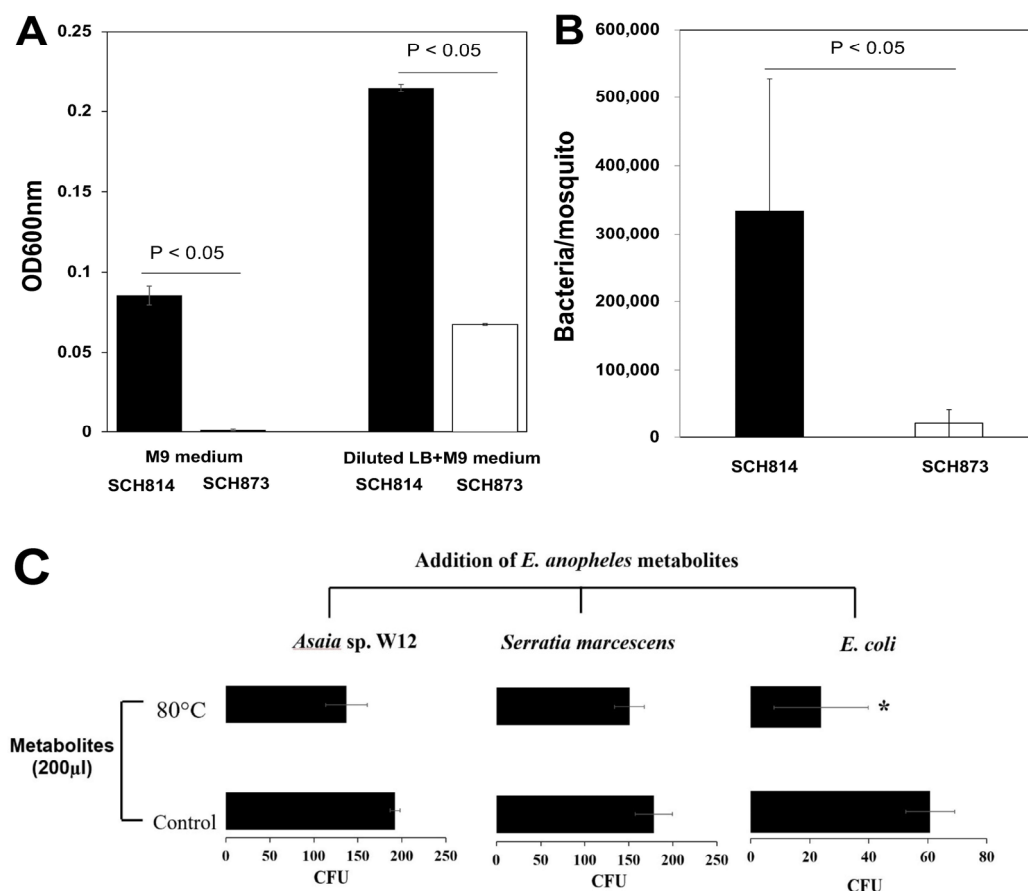 A
0.25
0.2
0.15
0.1
0.05
0
OD600nm
P < 0.05
P < 0.05
M9 medium
SCH814 SCH873
Diluted LB+M9 medium
SCH814 SCH873
B
600,000
500,000
400,000
300,000
200,000
100,000
0
Bacteria/mosquito
P < 0.05
SCH814 SCH873
C
Addition of E. anopheles metabolites
Asaia sp. W12 Serratia marcescens E. coli
Metabolites
(200µl)
80°C
*
Control
0 50 100 150 200 250
CFU
0 50 100 150 200 250
CFU
0 20 40 60 80
CFU